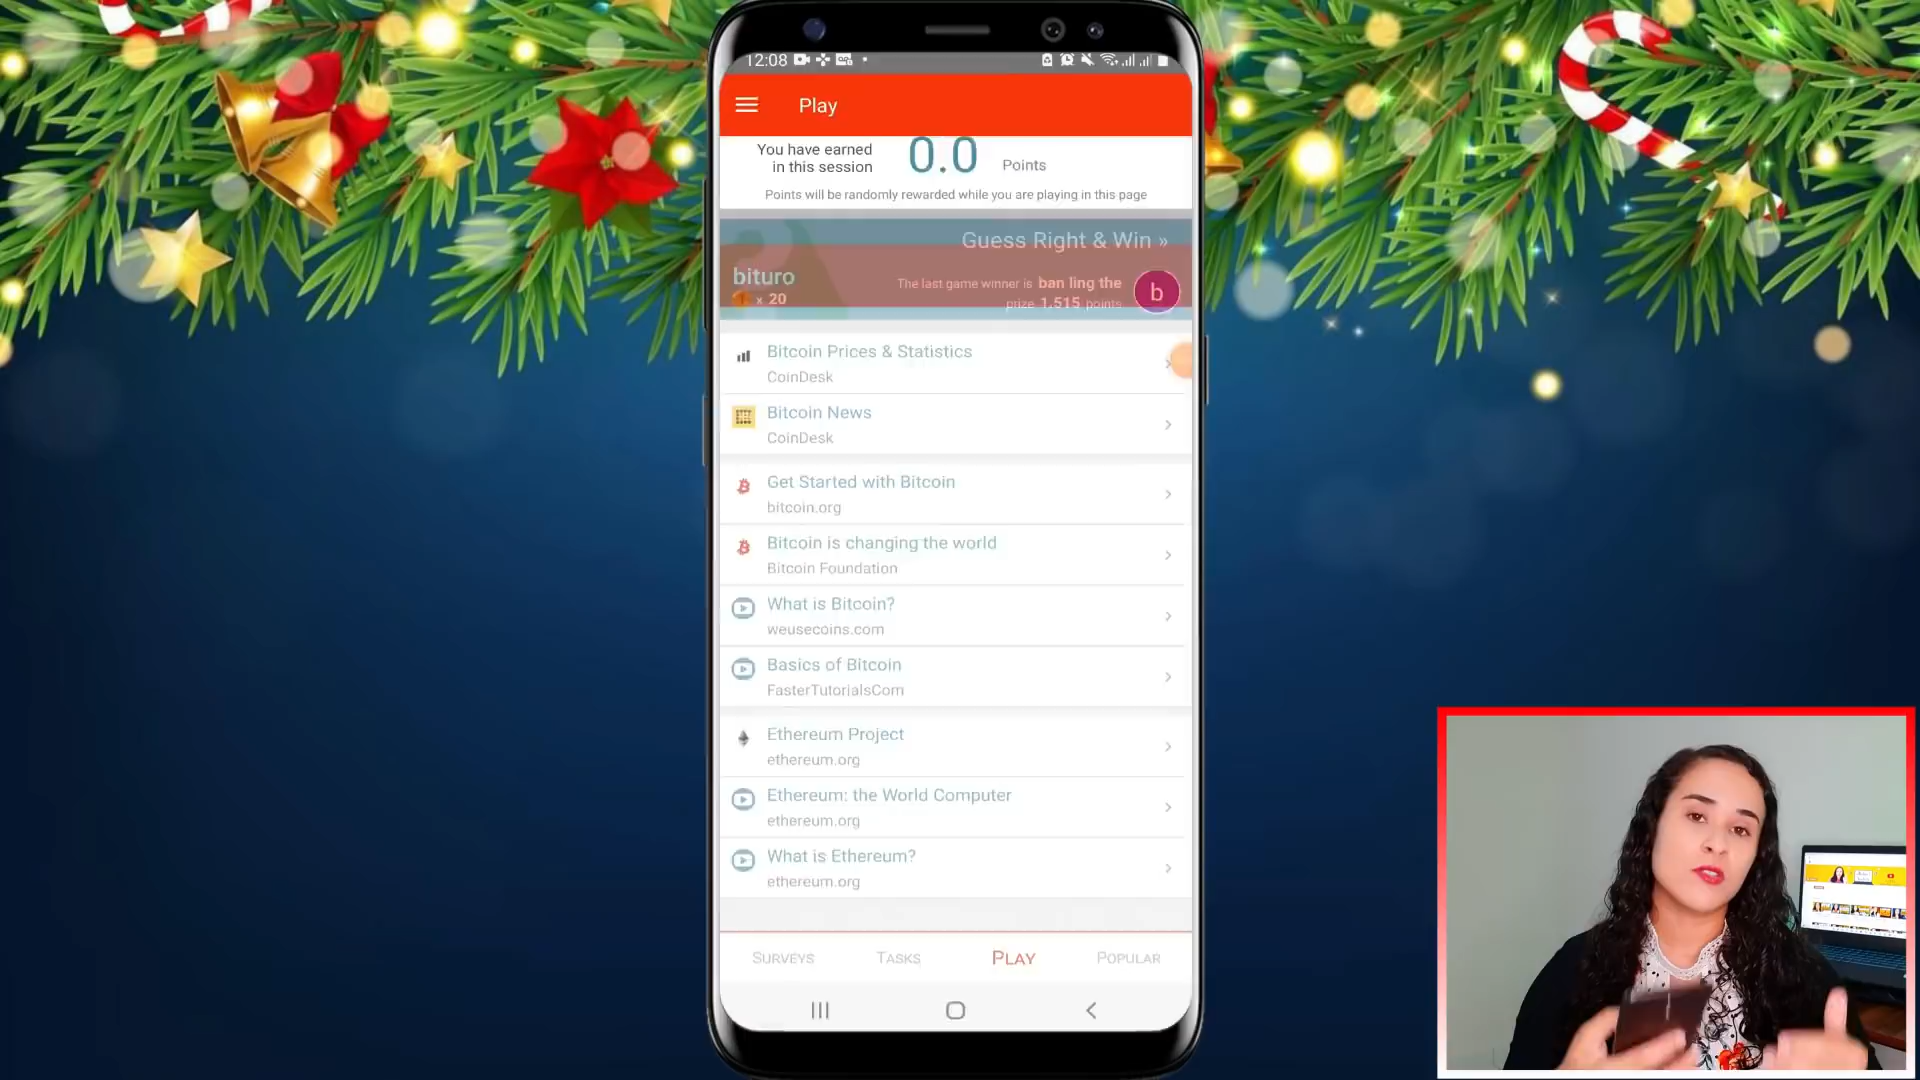 12:08
Play
You have earned
in this session
0.0 Points
Points will be randomly rewarded while you are playing in this page
Guess Right & Win »
bituro
x 20
The last game winner is ban ling the
prize 1.515 points
b
Bitcoin Prices & Statistics
CoinDesk
Bitcoin News
CoinDesk
Get Started with Bitcoin
bitcoin.org
Bitcoin is changing the world
Bitcoin Foundation
What is Bitcoin?
weusecoins.com
Basics of Bitcoin
FasterTutorialsCom
Ethereum Project
ethereum.org
Ethereum: the World Computer
ethereum.org
What is Ethereum?
ethereum.org
SURVEYS TASKS PLAY POPULAR